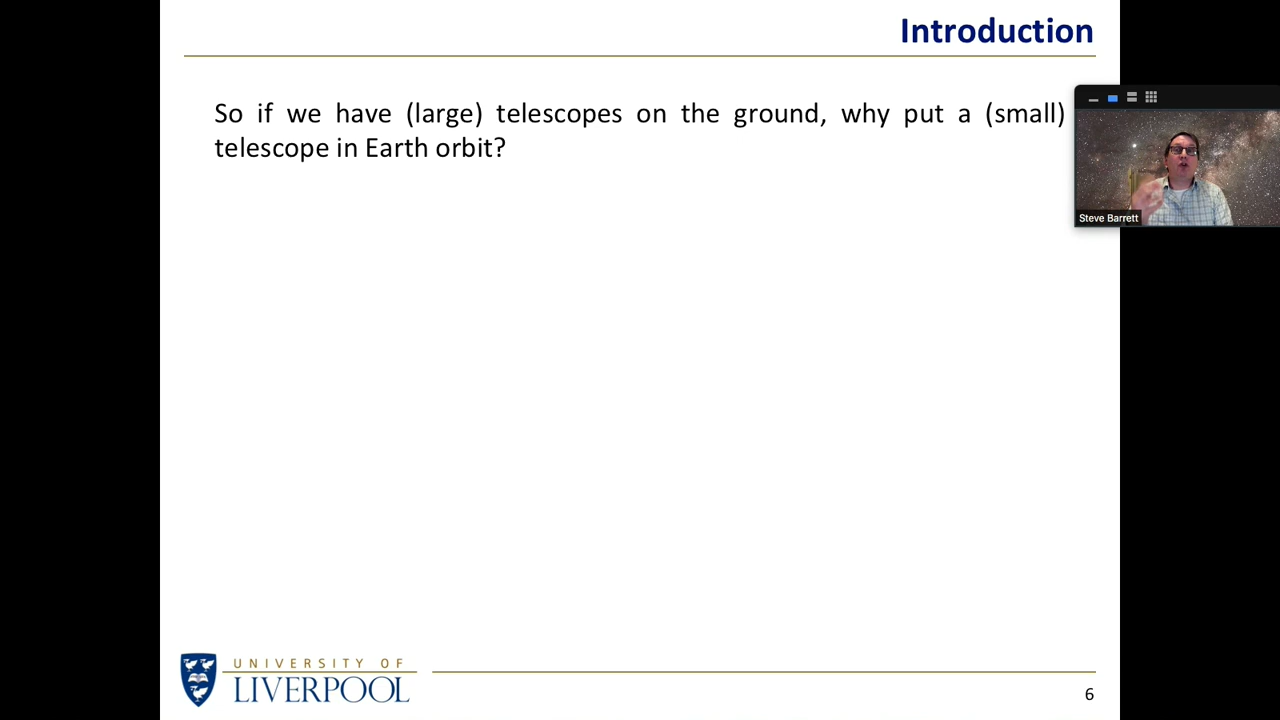 Introduction
So if we have (large) telescopes on the ground, why put a (small)
telescope in Earth orbit?
Steve Barrett
UNIVERSITY OF
LIVERPOOL
6